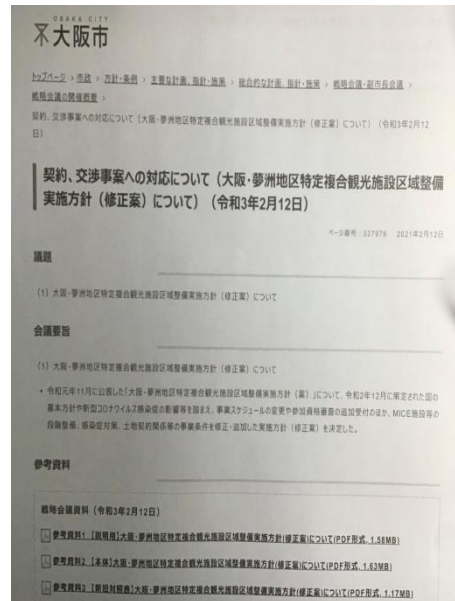 OSAKA CITY
大阪市
トップページ › 市政 › 方針・条例 › 主要な計画、指針・施策 › 総合的な計画、指針・施策 › 戦略会議・副市長会議 ›
戦略会議の開催概要 ›
契約、交渉事案への対応について（大阪・夢洲地区特定複合観光施設区域整備実施方針（修正案）について）（令和3年2月12
日）
契約、交渉事案への対応について（大阪・夢洲地区特定複合観光施設区域整備
実施方針（修正案）について）（令和3年2月12日）
ページ番号：527978　2021年2月12日
議題
（1）大阪・夢洲地区特定複合観光施設区域整備実施方針（修正案）について
会議要旨
（1）大阪・夢洲地区特定複合観光施設区域整備実施方針（修正案）について
• 令和元年11月に公表した「大阪・夢洲地区特定複合観光施設区域整備実施方針（案）」について、令和2年12月に策定された国の
基本方針や新型コロナウイルス感染症の影響等を踏まえ、事業スケジュールの変更や参加資格審査の追加受付のほか、MICE施設等の
段階整備、感染症対策、土地契約関係等の事業条件を修正・追加した実施方針（修正案）を決定した。
参考資料
戦略会議資料（令和3年2月12日）
参考資料1 【説明用】大阪・夢洲地区特定複合観光施設区域整備実施方針(修正案)について(PDF形式, 1.58MB)
参考資料2 【本体】大阪・夢洲地区特定複合観光施設区域整備実施方針(修正案)について(PDF形式, 1.63MB)
参考資料3 【新旧対照表】大阪・夢洲地区特定複合観光施設区域整備実施方針(修正案)について(PDF形式, 1.17MB)